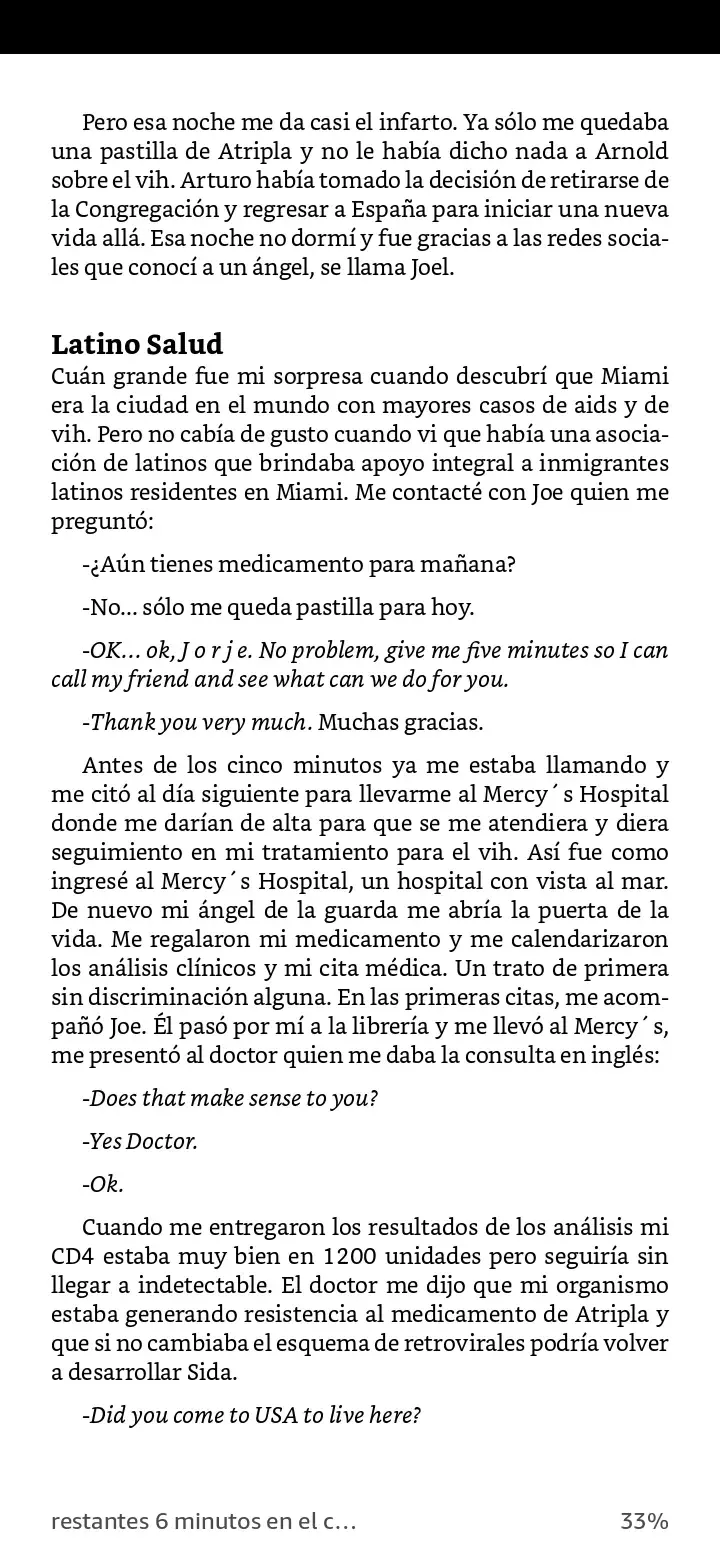 Pero esa noche me da casi el infarto. Ya sólo me quedaba
una pastilla de Atripla y no le había dicho nada a Arnold
sobre el vih. Arturo había tomado la decisión de retirarse de
la Congregación y regresar a España para iniciar una nueva
vida allá. Esa noche no dormí y fue gracias a las redes socia-
les que conocí a un ángel, se llama Joel.
Latino Salud
Cuán grande fue mi sorpresa cuando descubrí que Miami
era la ciudad en el mundo con mayores casos de aids y de
vih. Pero no cabía de gusto cuando vi que había una asocia-
ción de latinos que brindaba apoyo integral a inmigrantes
latinos residentes en Miami. Me contacté con Joe quien me
preguntó:
-¿Aún tienes medicamento para mañana?
-No... sólo me queda pastilla para hoy.
-OK... ok, J o r j e. No problem, give me five minutes so I can
call my friend and see what can we do for you.
-Thank you very much. Muchas gracias.
Antes de los cinco minutos ya me estaba llamando y
me citó al día siguiente para llevarme al Mercy´s Hospital
donde me darían de alta para que se me atendiera y diera
seguimiento en mi tratamiento para el vih. Así fue como
ingresé al Mercy´s Hospital, un hospital con vista al mar.
De nuevo mi ángel de la guarda me abría la puerta de la
vida. Me regalaron mi medicamento y me calendarizaron
los análisis clínicos y mi cita médica. Un trato de primera
sin discriminación alguna. En las primeras citas, me acom-
pañó Joe. Él pasó por mí a la librería y me llevó al Mercy´s,
me presentó al doctor quien me daba la consulta en inglés:
-Does that make sense to you?
-Yes Doctor.
-Ok.
Cuando me entregaron los resultados de los análisis mi
CD4 estaba muy bien en 1200 unidades pero seguiría sin
llegar a indetectable. El doctor me dijo que mi organismo
estaba generando resistencia al medicamento de Atripla y
que si no cambiaba el esquema de retrovirales podría volver
a desarrollar Sida.
-Did you come to USA to live here?
restantes 6 minutos en el c... 33%